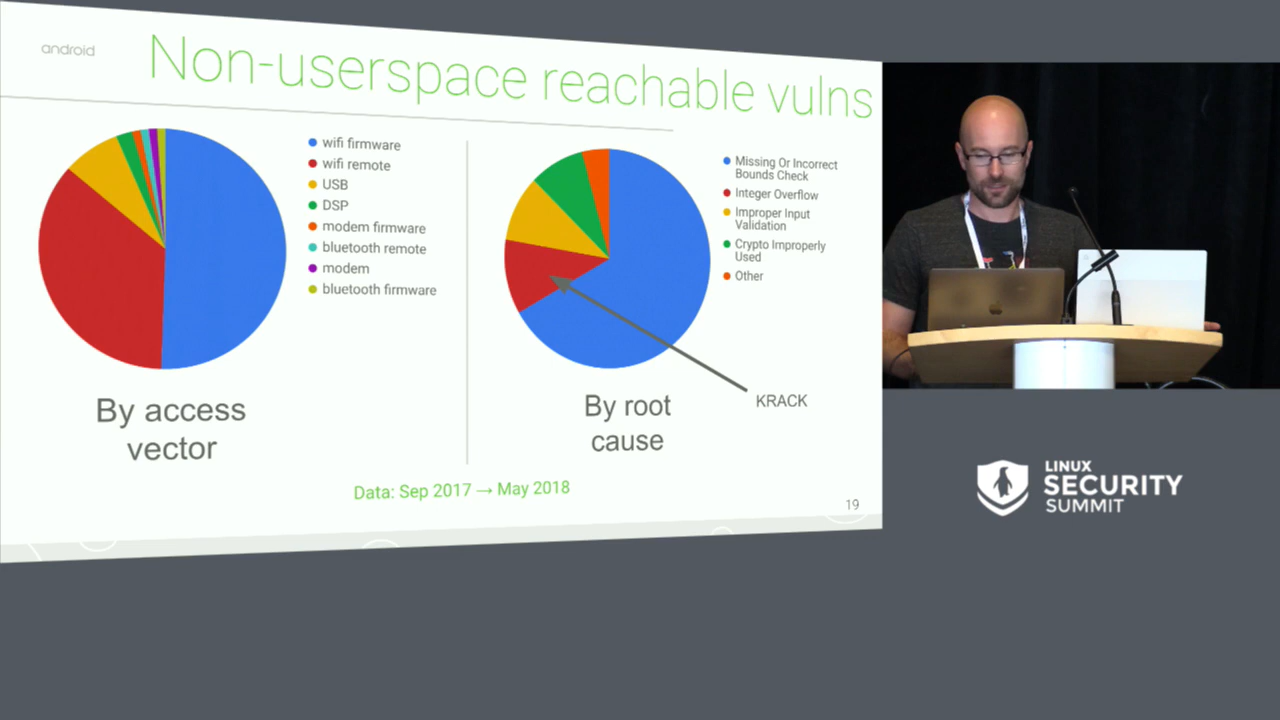 android
Non-userspace reachable vulns
wifi firmware
wifi remote
USB
DSP
modem firmware
bluetooth remote
modem
bluetooth firmware
By access
vector
Missing Or Incorrect
Bounds Check
Integer Overflow
Improper Input
Validation
Crypto Improperly
Used
Other
KRACK
By root
cause
Data: Sep 2017 → May 2018
19
LINUX
SECURITY
SUMMIT